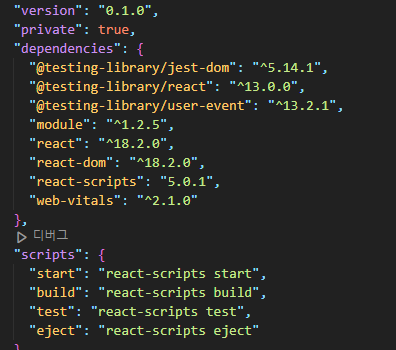 "version": "0.1.0",
"private": true,
"dependencies": {
"@testing-library/jest-dom": "^5.14.1",
"@testing-library/react": "^13.0.0",
"@testing-library/user-event": "^13.2.1",
"module": "^1.2.5",
"react": "^18.2.0",
"react-dom": "^18.2.0",
"react-scripts": "5.0.1",
"web-vitals": "^2.1.0"
},
디버그
"scripts": {
"start": "react-scripts start",
"build": "react-scripts build",
"test": "react-scripts test",
"eject": "react-scripts eject"
}